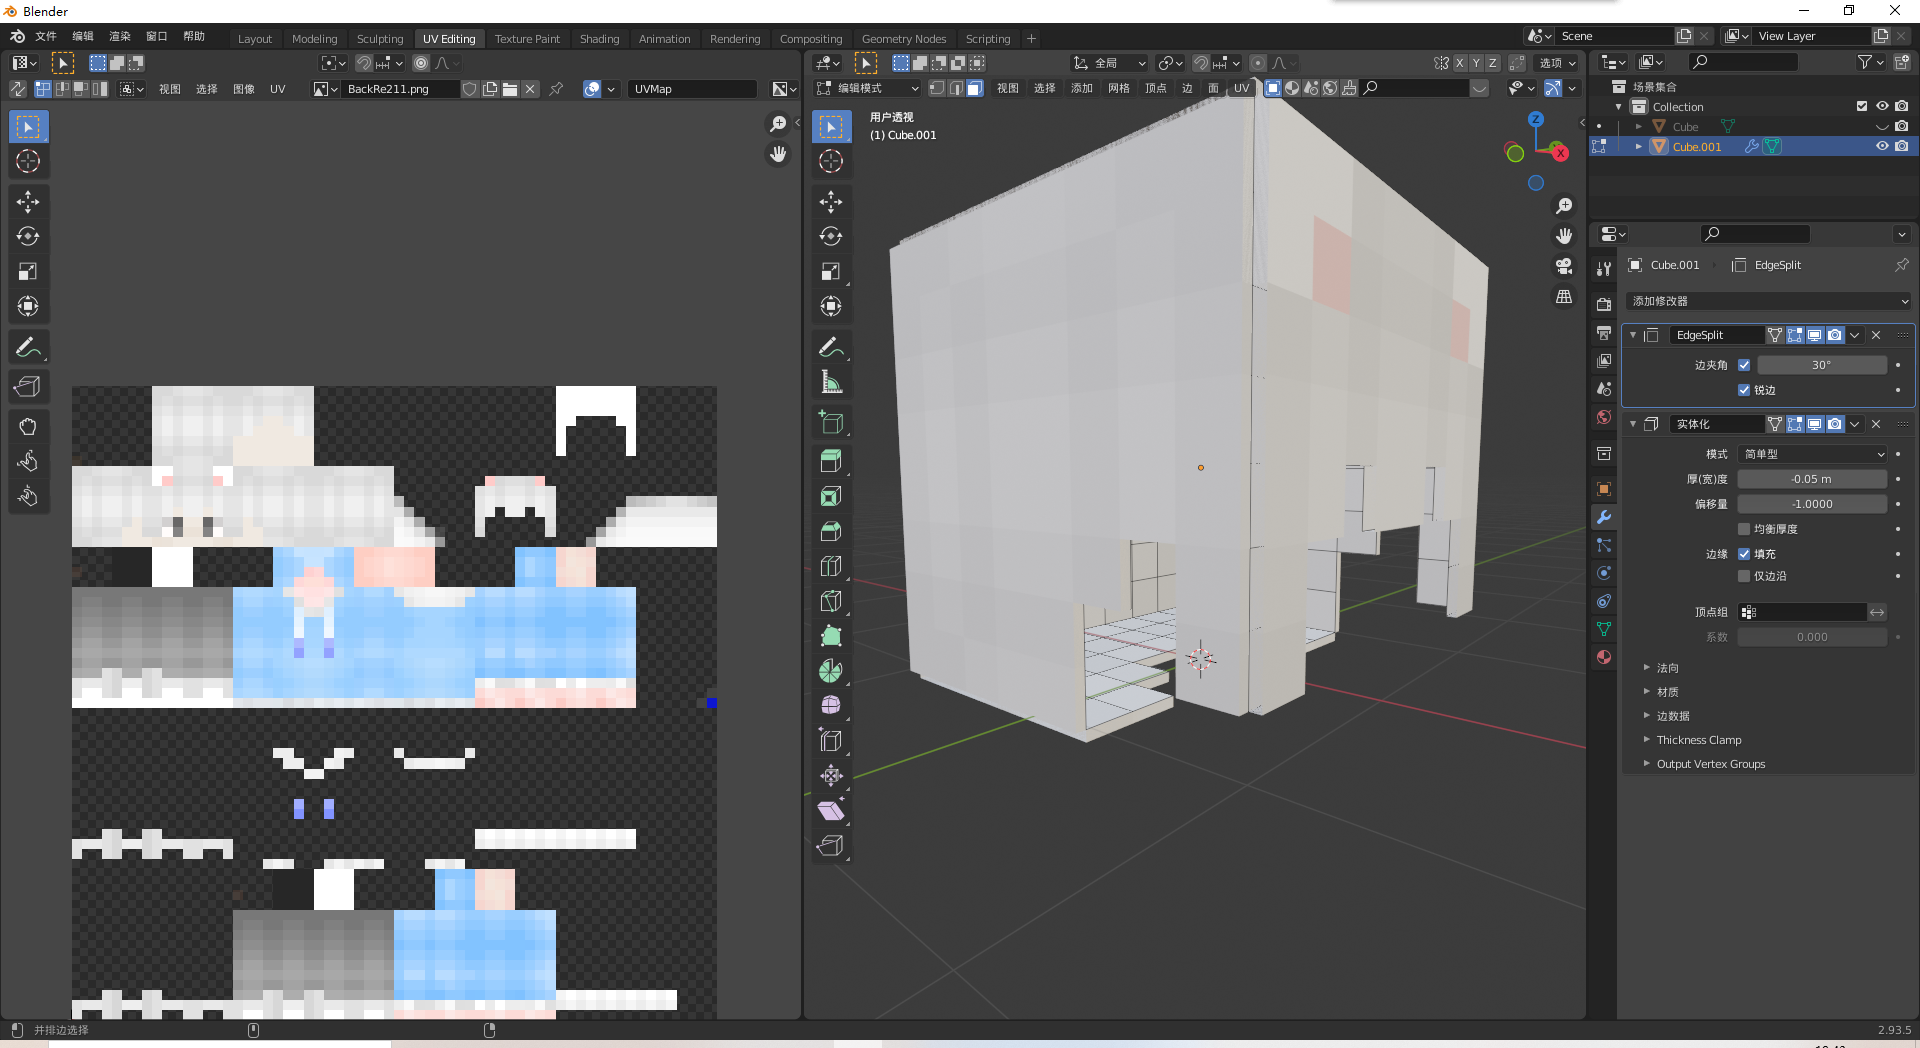 Blender
文件 编辑 渲染 窗口 帮助 Layout Modeling Sculpting UV Editing Texture Paint Shading Animation Rendering Compositing Geometry Nodes Scripting + Scene View Layer
全局 X Y Z 选项
视图 选择 图像 UV BackRe211.png UVMap 编辑模式 视图 选择 添加 网格 顶点 边 面 UV
场景集合
Collection
Cube
Cube.001
用户透视
(1) Cube.001
Z
X
Cube.001 EdgeSplit
添加修改器
EdgeSplit
边夹角 30°
锐边
实体化
模式 简单型
厚(宽)度 -0.05 m
偏移量 -1.0000
均衡厚度
边缘 填充
仅边沿
顶点组
系数 0.000
法向
材质
边数据
Thickness Clamp
Output Vertex Groups
并排边选择 2.93.5